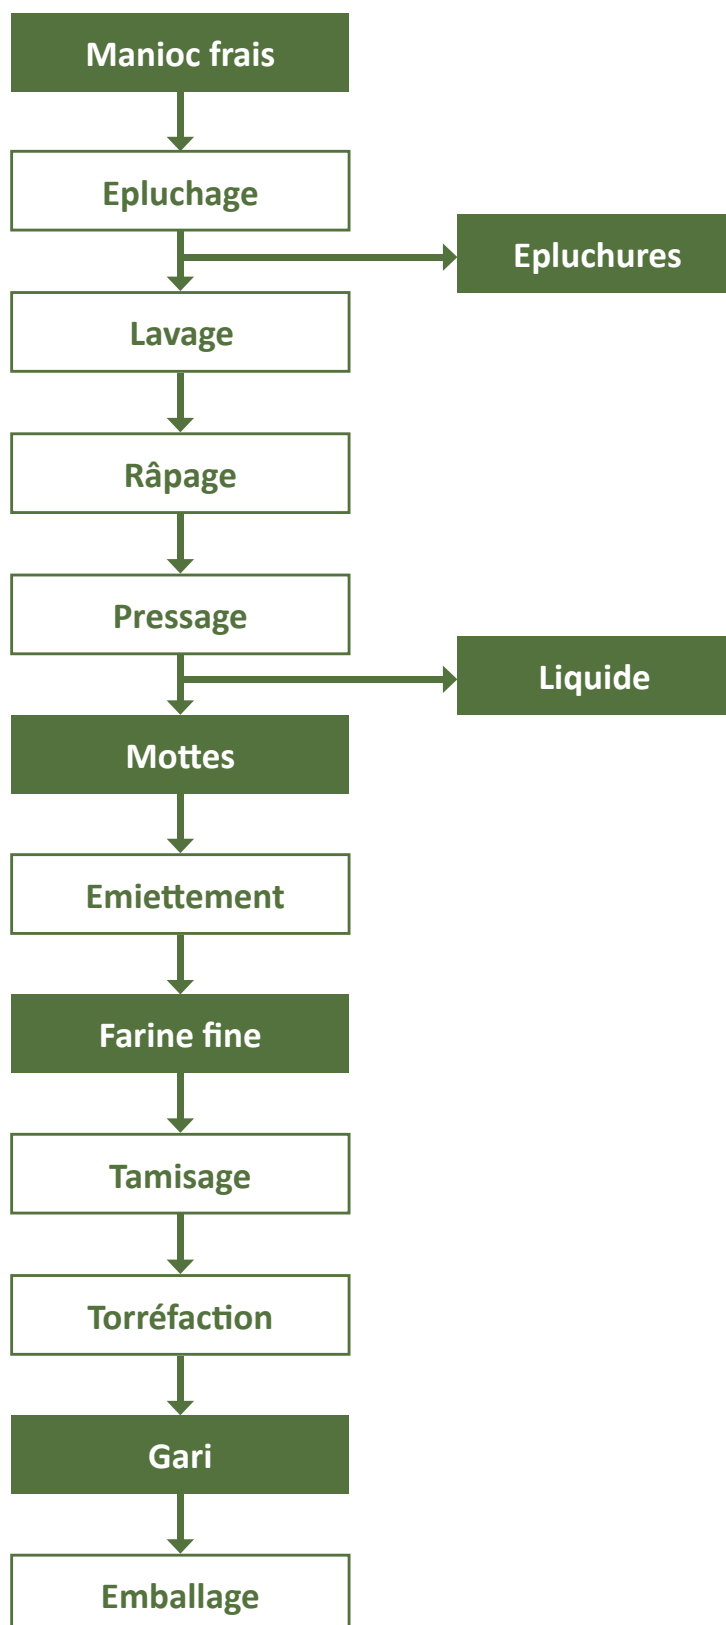 Manioc frais
Epluchage
Epluchures
Lavage
Râpage
Pressage
Liquide
Mottes
Emiettement
Farine fine
Tamisage
Torréfaction
Gari
Emballage